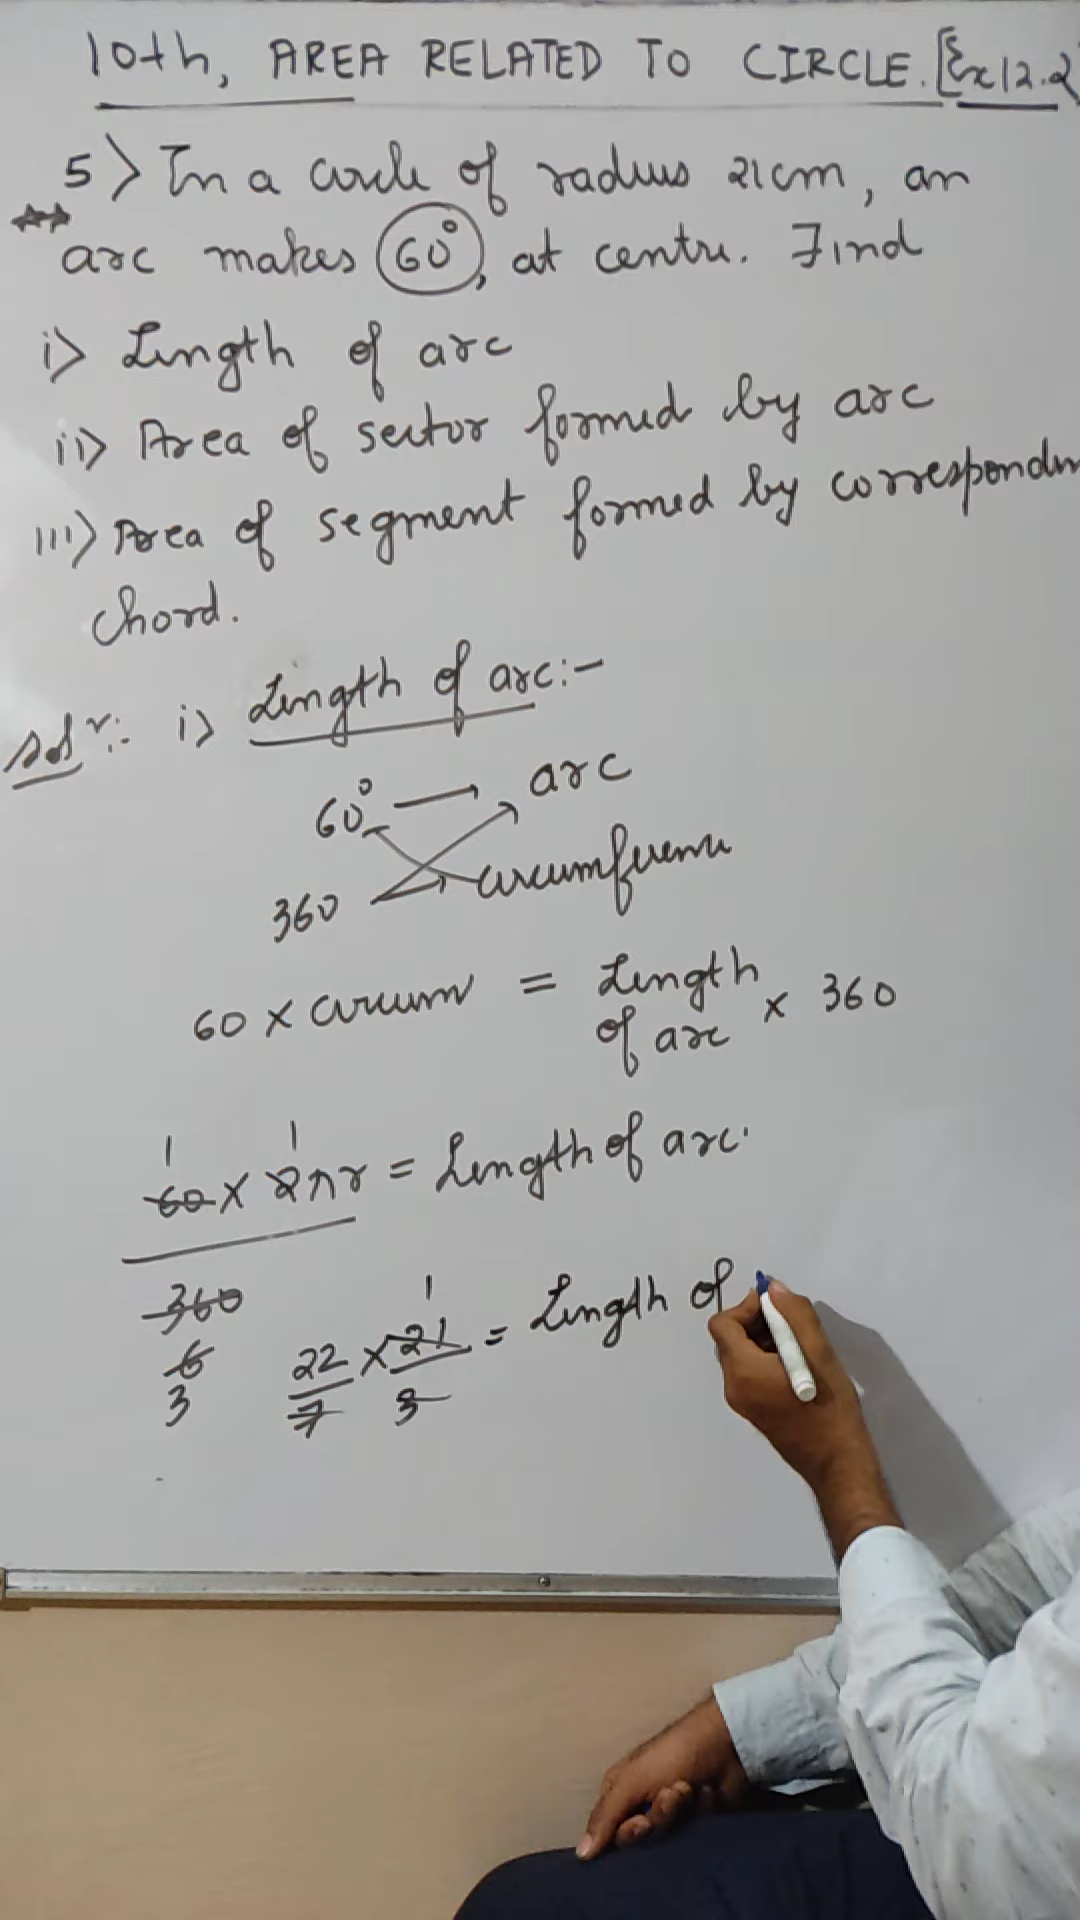 10th, AREA RELATED TO CIRCLE. [Ex 12.2]
5> In a circle of radius 21cm, an
arc makes 60°, at centre. Find
i> Length of arc
ii> Area of sector formed by arc
iii> Area of segment formed by correspondin
chord.
Solⁿ:- i> Length of arc:-
60° → arc
360 → circumference
60 x circum = Length of arc x 360
1 1
60 x 2πr = Length of arc.
360
6
3
1
22 x 21 = Length of
7 3